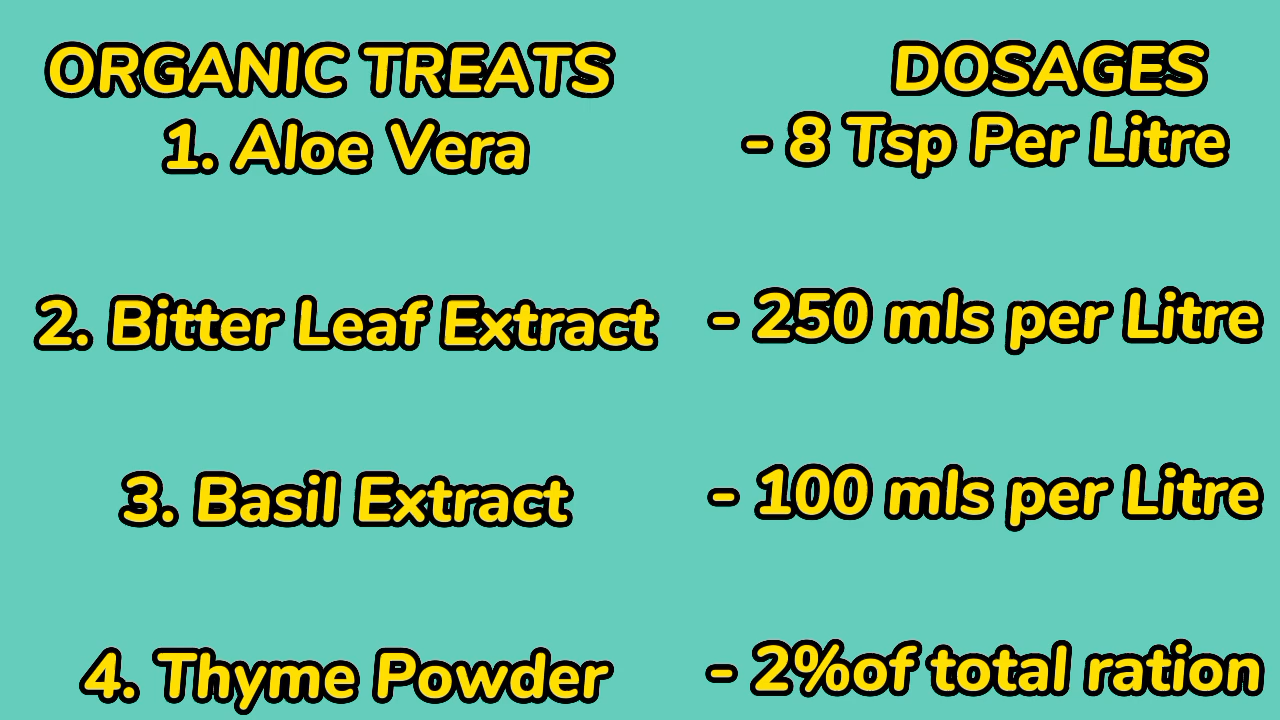 ORGANIC TREATS DOSAGES
1. Aloe Vera - 8 Tsp Per Litre
2. Bitter Leaf Extract - 250 mls per Litre
3. Basil Extract - 100 mls per Litre
4. Thyme Powder - 2%of total ration